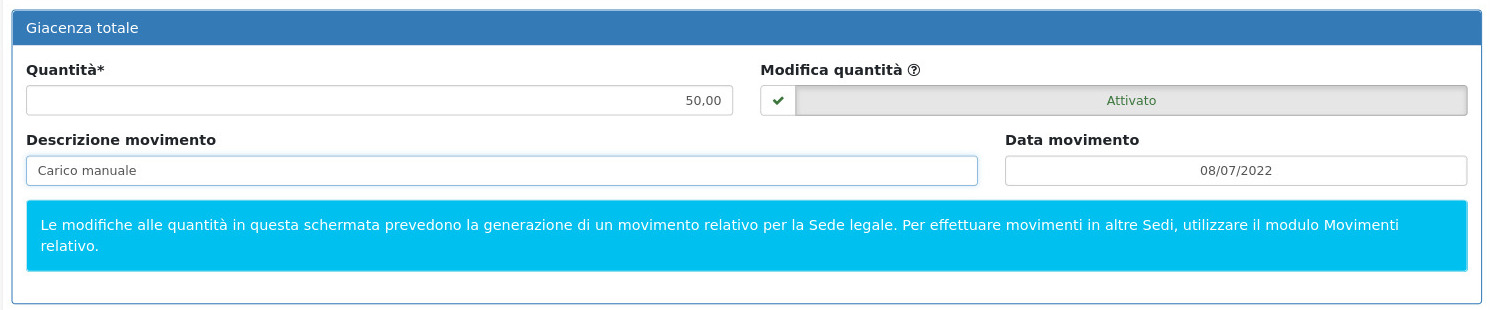 Giacenza totale
Quantità* Modifica quantità
50,00 Attivato
Descrizione movimento Data movimento
Carico manuale 08/07/2022
Le modifiche alle quantità in questa schermata prevedono la generazione di un movimento relativo per la Sede legale. Per effettuare movimenti in altre Sedi, utilizzare il modulo Movimenti
relativo.